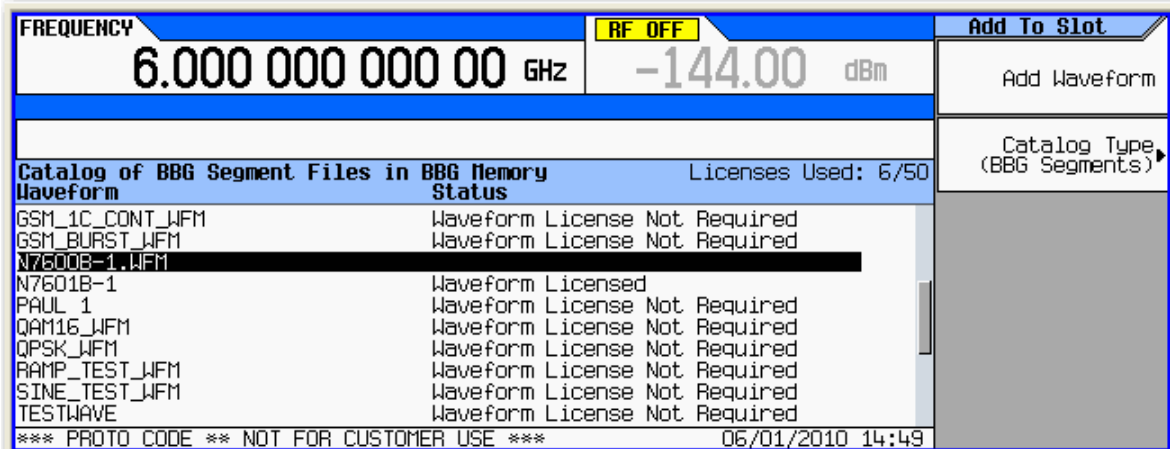 FREQUENCY RF OFF Add To Slot
6.000 000 000 00 GHz -144.00 dBm
Add Waveform
Catalog Type
(BBG Segments)
Catalog of BBG Segment Files in BBG Memory Licenses Used: 6/50
Waveform Status
GSM_1C_CONT_WFM Waveform License Not Required
GSM_BURST_WFM Waveform License Not Required
N7600B-1.WFM
N7601B-1 Waveform Licensed
PAUL 1 Waveform License Not Required
QAM16_WFM Waveform License Not Required
QPSK_WFM Waveform License Not Required
RAMP_TEST_WFM Waveform License Not Required
SINE_TEST_WFM Waveform License Not Required
TESTWAVE Waveform License Not Required
*** PROTO CODE ** NOT FOR CUSTOMER USE *** 06/01/2010 14:49